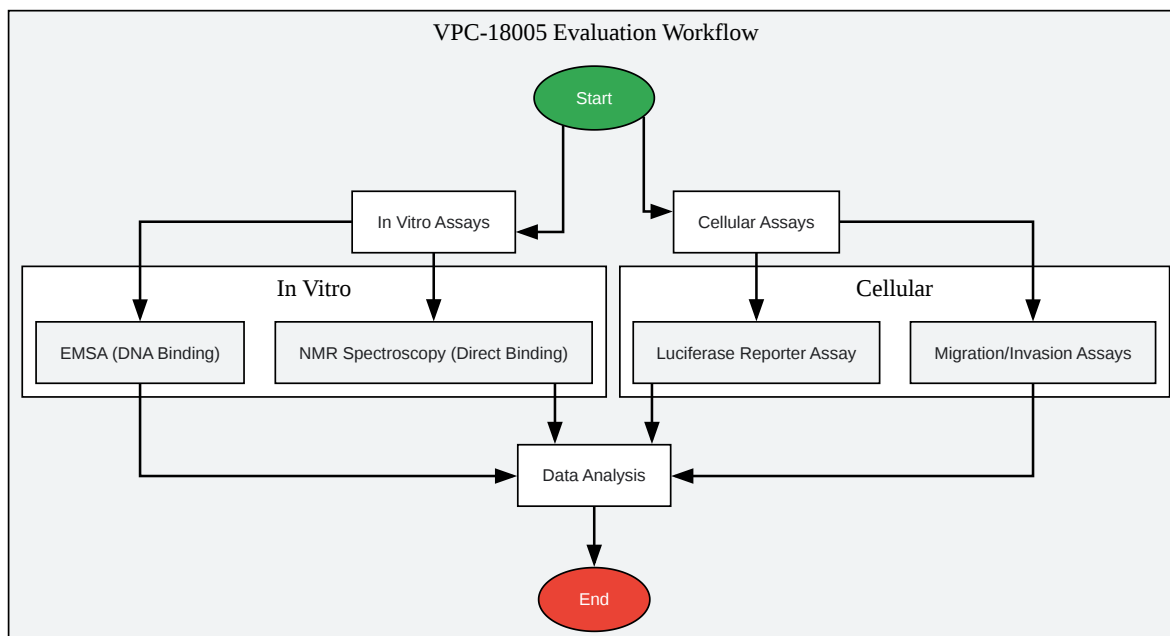 VPC-18005 Evaluation Workflow
Start
In Vitro Assays
Cellular Assays
In Vitro
Cellular
EMSA (DNA Binding)
NMR Spectroscopy (Direct Binding)
Luciferase Reporter Assay
Migration/Invasion Assays
Data Analysis
End